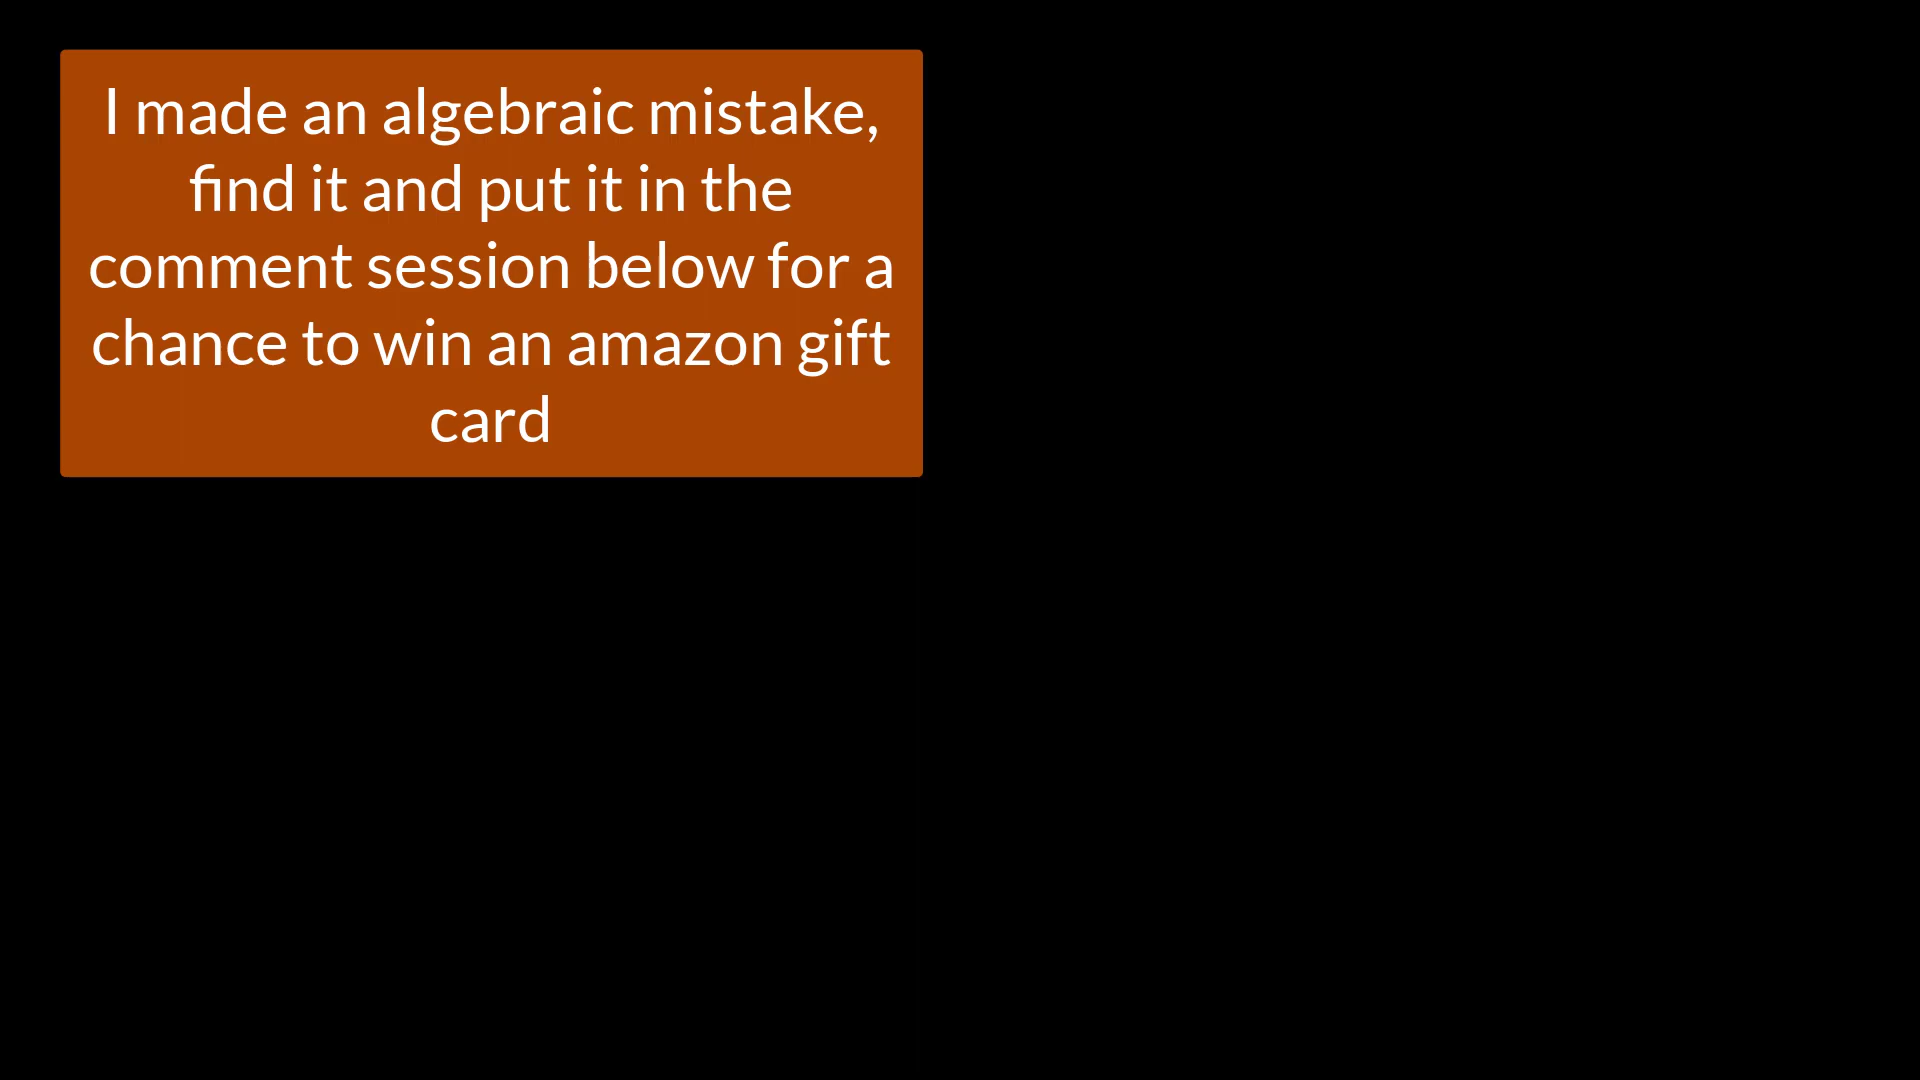 I made an algebraic mistake,
find it and put it in the
comment session below for a
chance to win an amazon gift
card